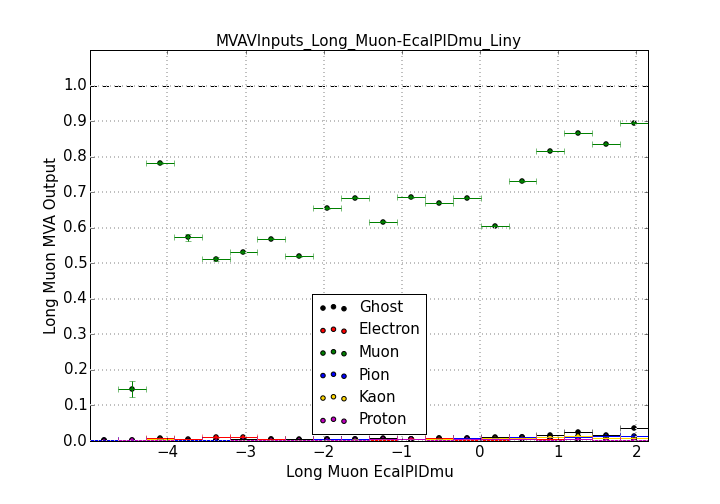 MVAVInputs_Long_Muon-EcalPIDmu_Liny
1.0
0.9
0.8
0.7
0.6
0.5
0.4
0.3
0.2
0.1
0.0
Long Muon MVA Output
Ghost
Electron
Muon
Pion
Kaon
Proton
−4 −3 −2 −1 0 1 2
Long Muon EcalPIDmu